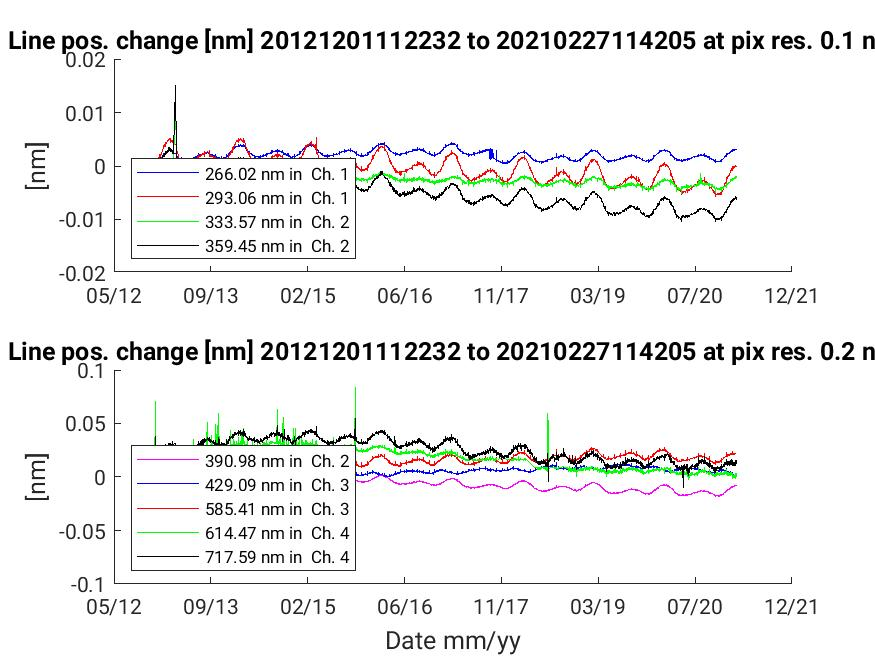 Line pos. change [nm] 20121201112232 to 20210227114205 at pix res. 0.1 n
0.02
0.01
0
-0.01
-0.02
[nm]
266.02 nm in Ch. 1
293.06 nm in Ch. 1
333.57 nm in Ch. 2
359.45 nm in Ch. 2
05/12 09/13 02/15 06/16 11/17 03/19 07/20 12/21
Line pos. change [nm] 20121201112232 to 20210227114205 at pix res. 0.2 n
0.1
0.05
0
-0.05
-0.1
[nm]
390.98 nm in Ch. 2
429.09 nm in Ch. 3
585.41 nm in Ch. 3
614.47 nm in Ch. 4
717.59 nm in Ch. 4
05/12 09/13 02/15 06/16 11/17 03/19 07/20 12/21
Date mm/yy